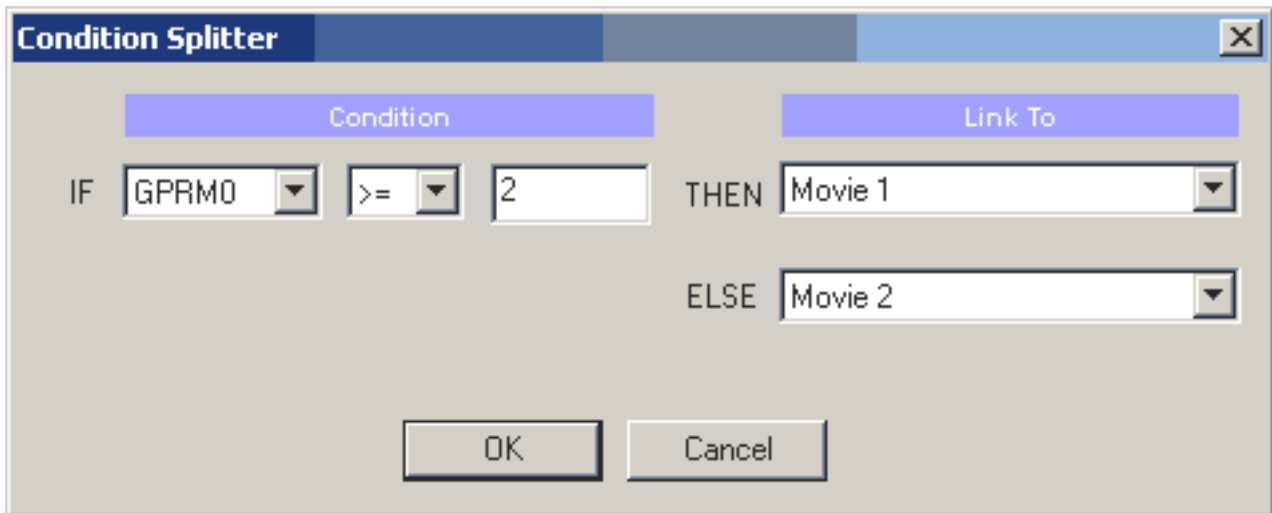 Condition Splitter
Condition Link To
IF GPRM0 >= 2 THEN Movie 1
ELSE Movie 2
OK Cancel